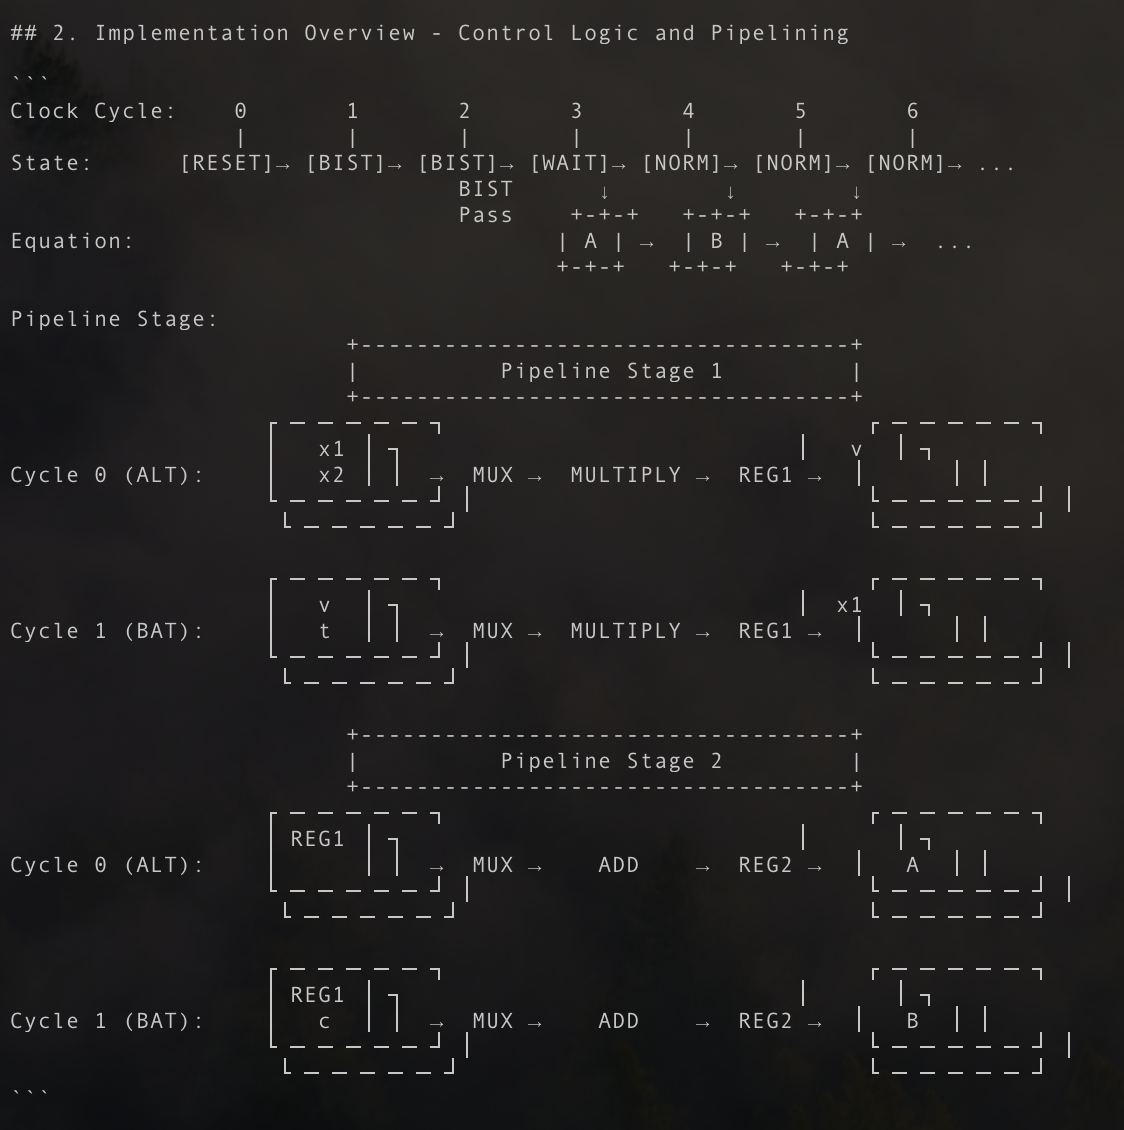 ## 2. Implementation Overview - Control Logic and Pipelining
```
Clock Cycle: 0 1 2 3 4 5 6
| | | | | | |
State: [RESET]→ [BIST]→ [BIST]→ [WAIT]→ [NORM]→ [NORM]→ [NORM]→ ...
BIST ↓ ↓ ↓
Pass +-+-+ +-+-+ +-+-+
Equation: | A | → | B | → | A | → ...
+-+-+ +-+-+ +-+-+
Pipeline Stage:
+-----------------------------------+
| Pipeline Stage 1 |
+-----------------------------------+
x1 v
Cycle 0 (ALT): x2 → MUX → MULTIPLY → REG1 →
v x1
Cycle 1 (BAT): t → MUX → MULTIPLY → REG1 →
+-----------------------------------+
| Pipeline Stage 2 |
+-----------------------------------+
REG1
Cycle 0 (ALT): → MUX → ADD → REG2 → | A | |
REG1
Cycle 1 (BAT): c → MUX → ADD → REG2 → | B | |
```